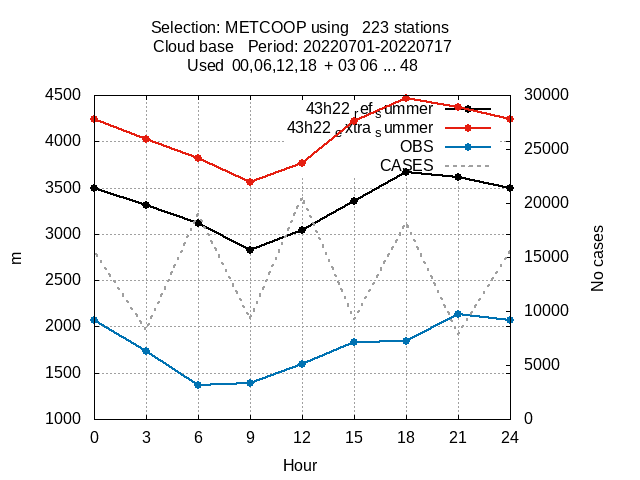 Selection: METCOOP using 223 stations
Cloud base Period: 20220701-20220717
Used 00,06,12,18 + 03 06 ... 48
4500
4000
3500
3000
2500
2000
1500
1000
30000
25000
20000
15000
10000
5000
0
43h22_ref_summer
43h22_extra_summer
OBS
CASES
m
No cases
0 3 6 9 12 15 18 21 24
Hour